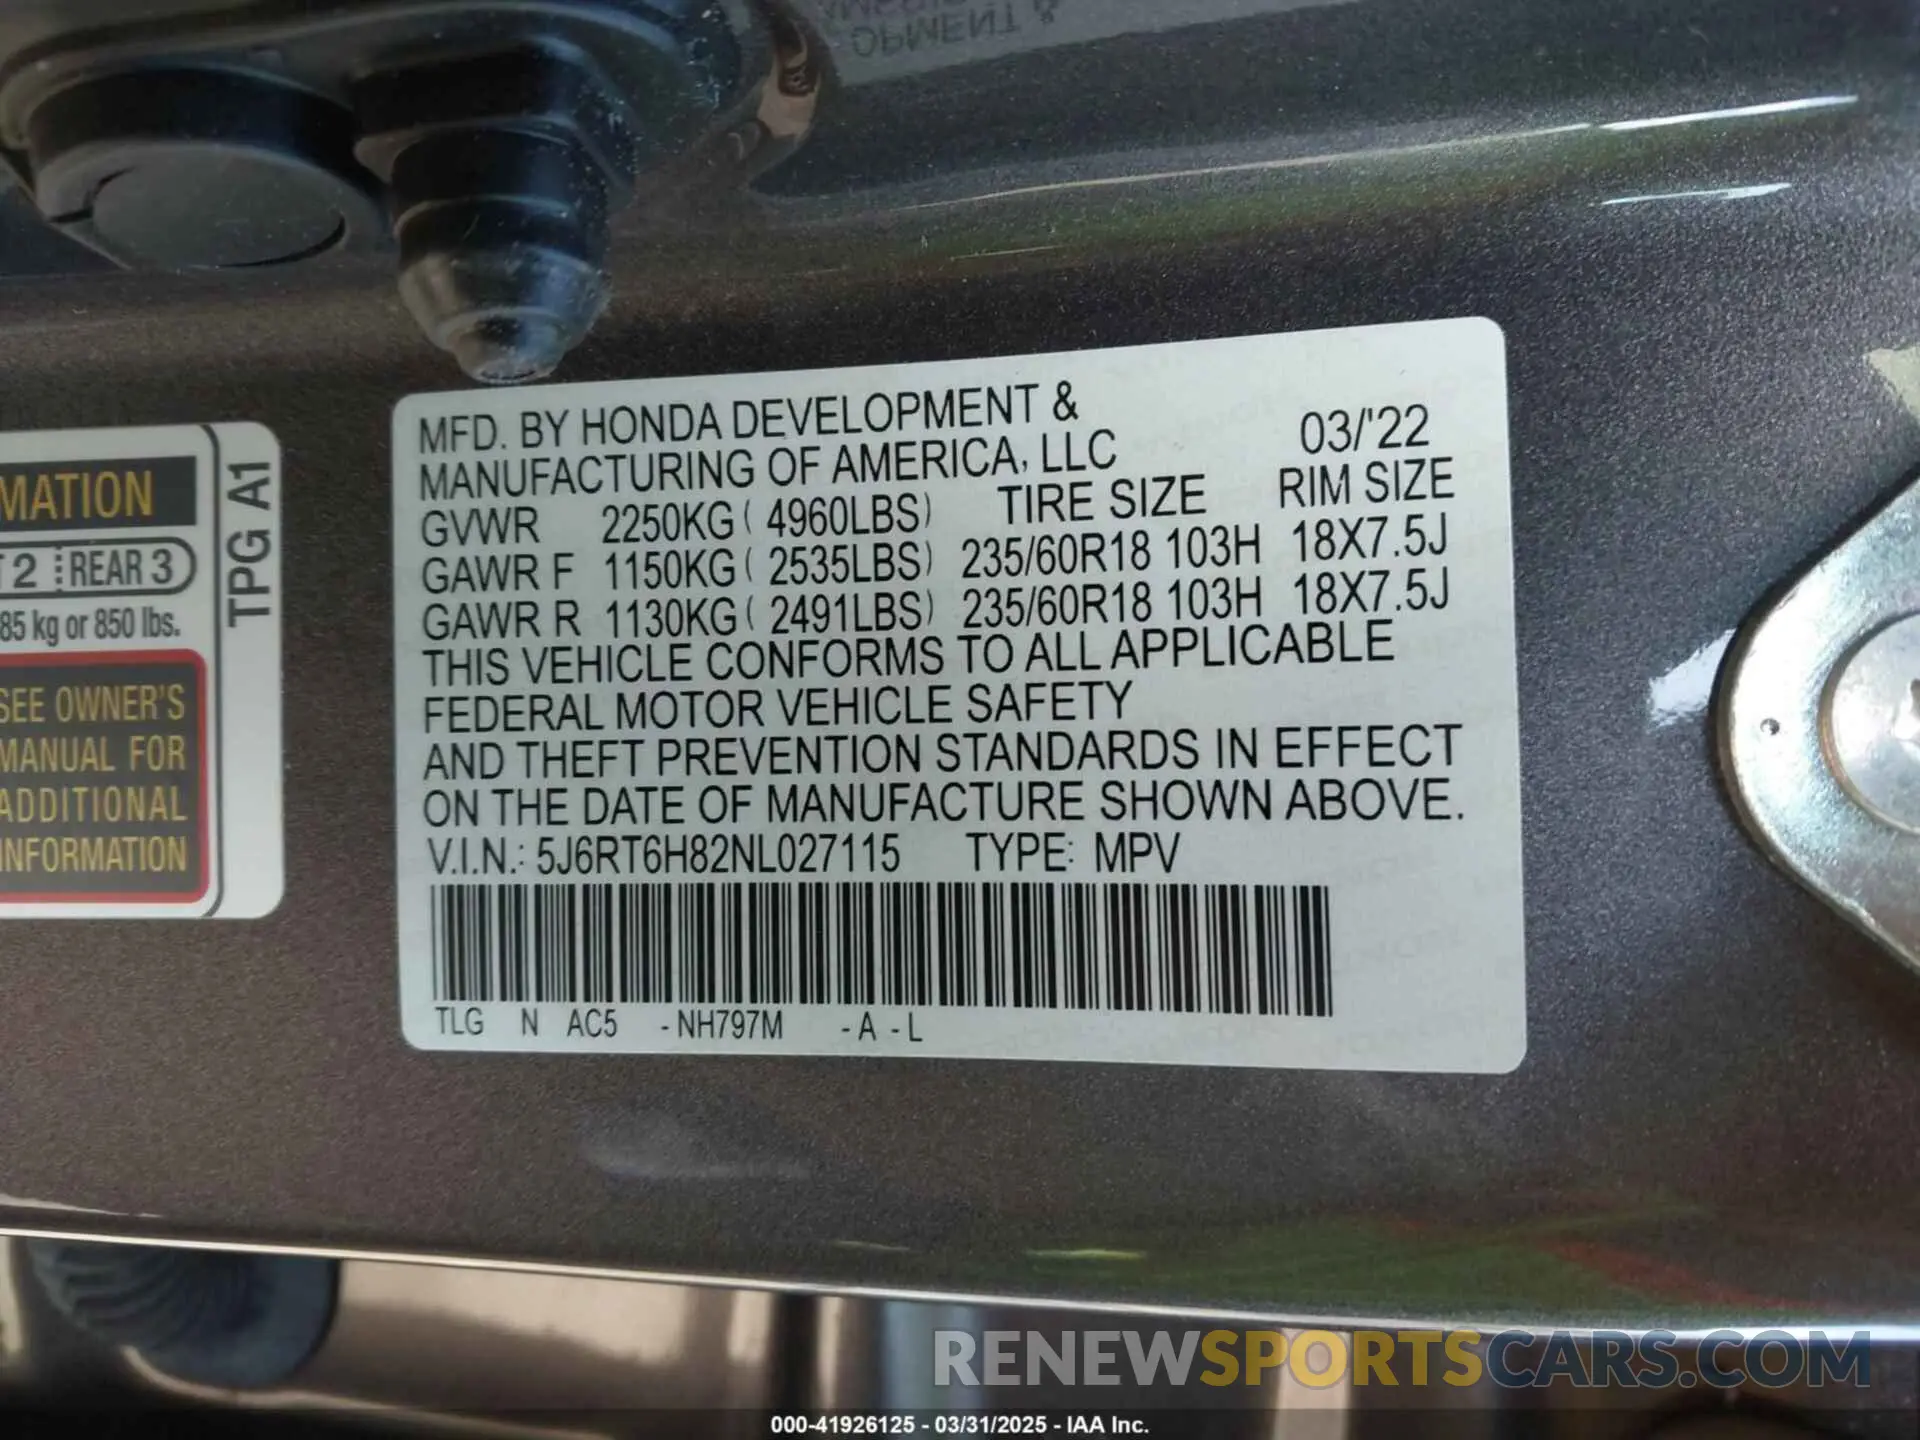 OPMENT &
MATION
T 2 REAR 3
85 kg or 850 lbs.
SEE OWNER'S
MANUAL FOR
ADDITIONAL
INFORMATION
TPG A1
MFD. BY HONDA DEVELOPMENT &
MANUFACTURING OF AMERICA, LLC 03/'22
GVWR 2250KG ( 4960LBS) TIRE SIZE RIM SIZE
GAWR F 1150KG ( 2535LBS) 235/60R18 103H 18X7.5J
GAWR R 1130KG ( 2491LBS) 235/60R18 103H 18X7.5J
THIS VEHICLE CONFORMS TO ALL APPLICABLE
FEDERAL MOTOR VEHICLE SAFETY
AND THEFT PREVENTION STANDARDS IN EFFECT
ON THE DATE OF MANUFACTURE SHOWN ABOVE.
V.I.N.: 5J6RT6H82NL027115 TYPE: MPV
TLG N AC5 -NH797M -A -L
RENEWSPORTSCARS.COM
000-41926125 - 03/31/2025 - IAA Inc.